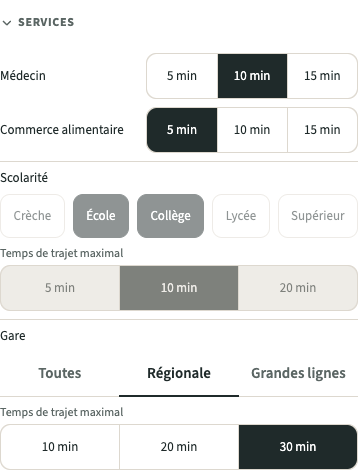 SERVICES
Médecin 5 min 10 min 15 min
Commerce alimentaire 5 min 10 min 15 min
Scolarité
Crèche École Collège Lycée Supérieur
Temps de trajet maximal
5 min 10 min 20 min
Gare
Toutes Régionale Grandes lignes
Temps de trajet maximal
10 min 20 min 30 min